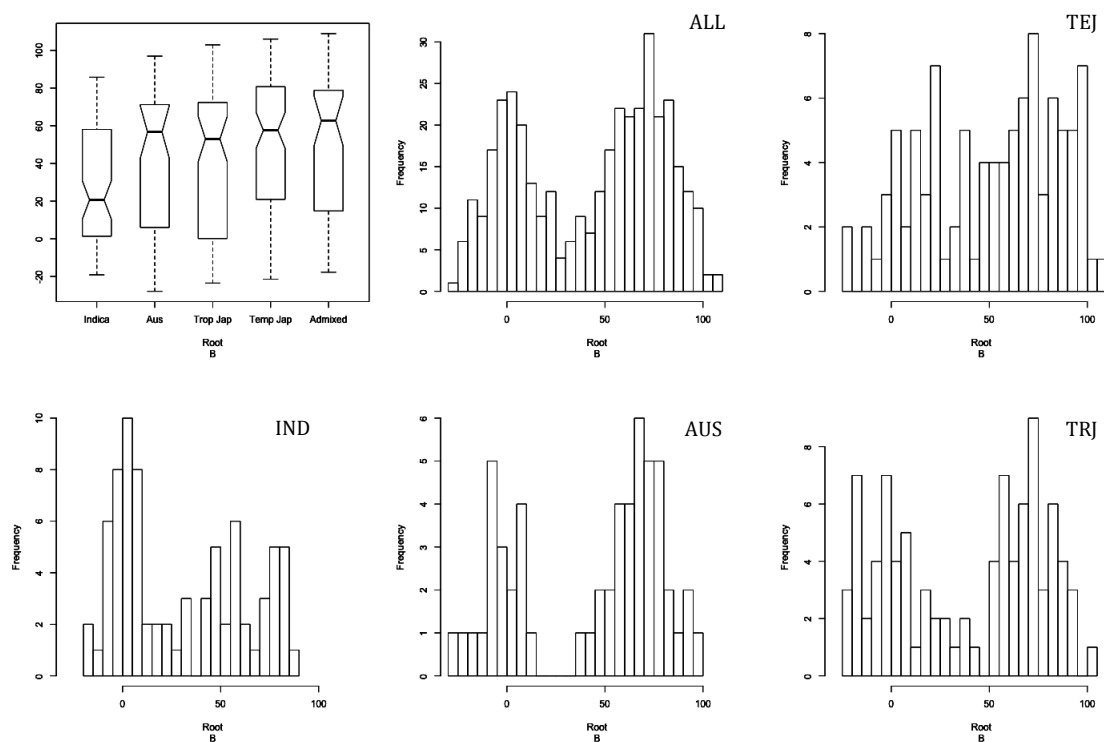 100
80
60
40
20
0
-20
Indica Aus Trop Jap Temp Jap Admixed
Root
B
ALL
Frequency
30
25
20
15
10
5
0
0 50 100
Root
B
TEJ
Frequency
8
6
4
2
0
0 50 100
Root
B
IND
Frequency
10
8
6
4
2
0
0 50 100
Root
B
AUS
Frequency
6
5
4
3
2
1
0
0 50 100
Root
B
TRJ
Frequency
8
6
4
2
0
0 50 100
Root
B